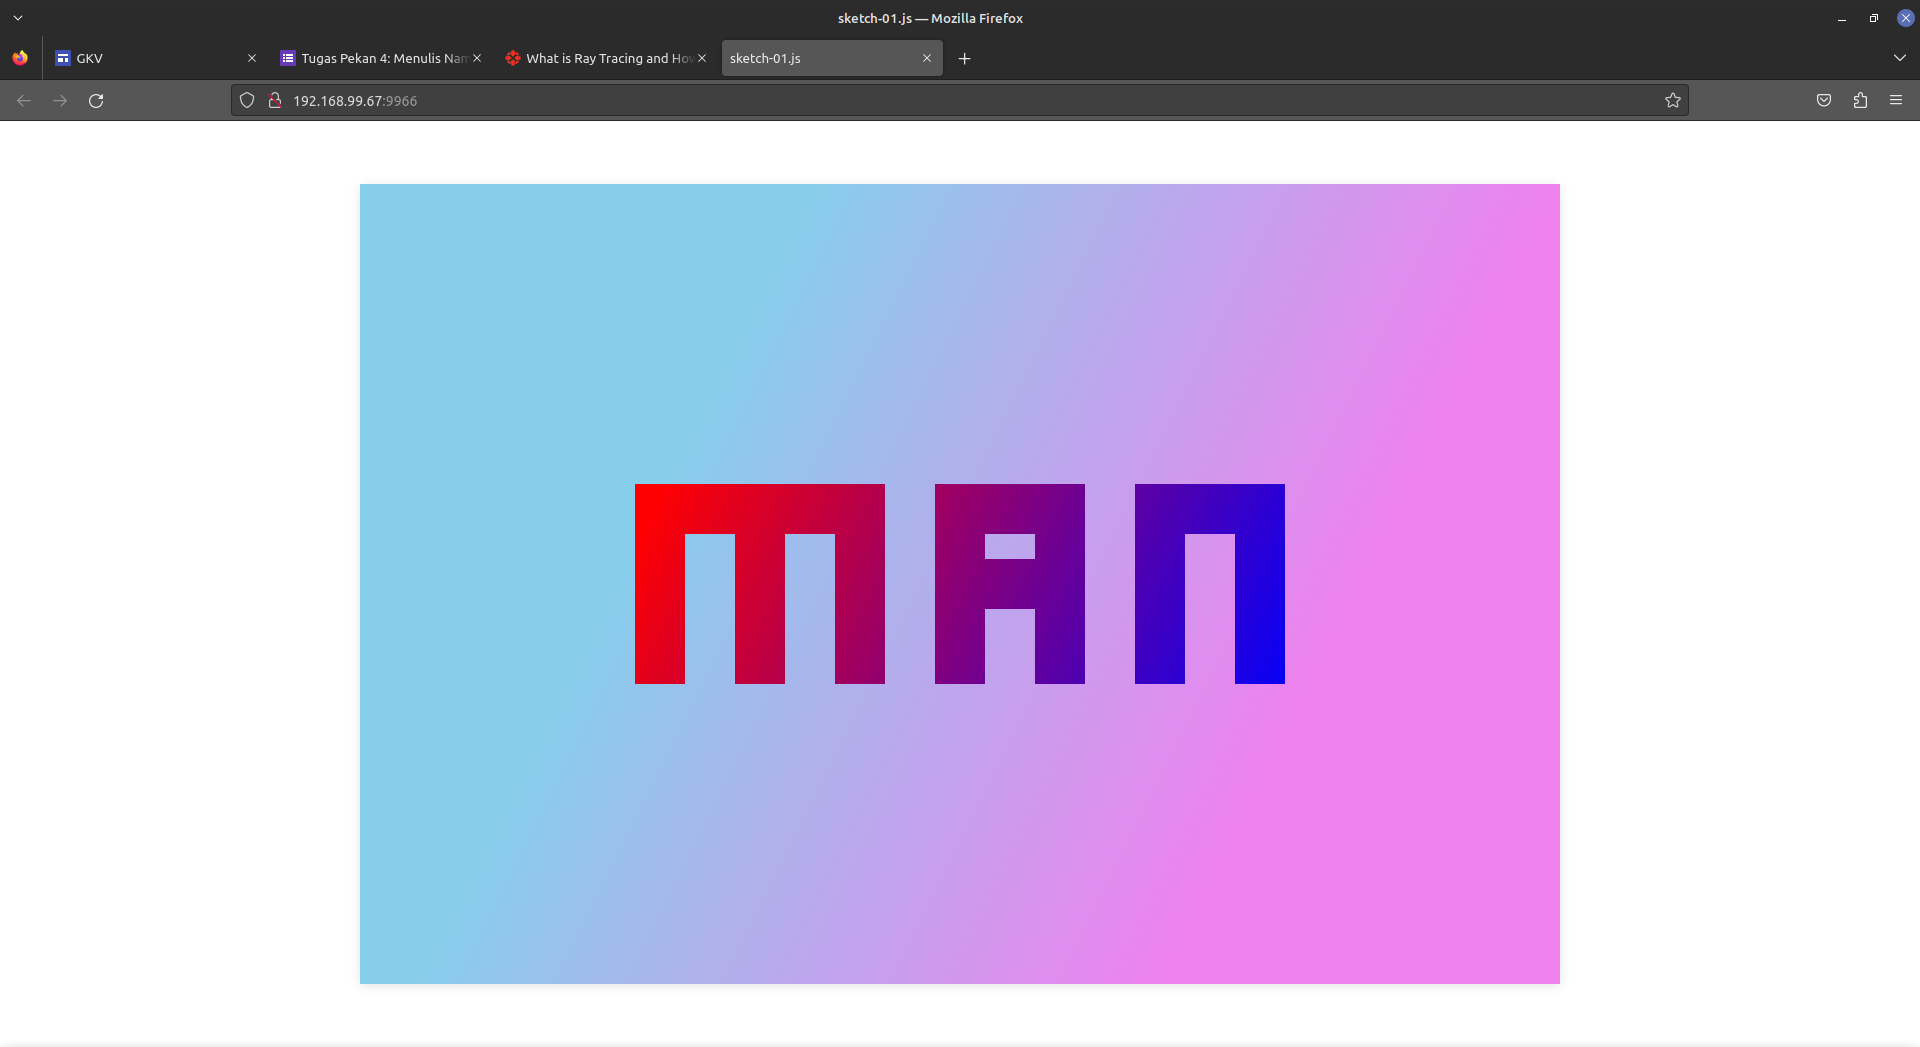 sketch-01.js — Mozilla Firefox
GKV
Tugas Pekan 4: Menulis Nam
What is Ray Tracing and How
sketch-01.js
192.168.99.67:9966
MAN